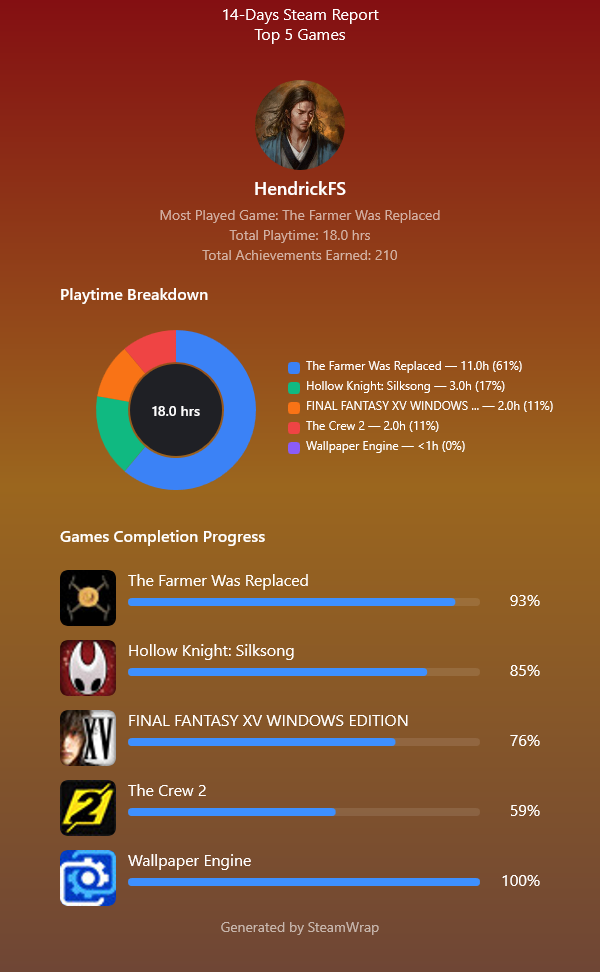 14-Days Steam Report
Top 5 Games
HendrickFS
Most Played Game: The Farmer Was Replaced
Total Playtime: 18.0 hrs
Total Achievements Earned: 210
Playtime Breakdown
18.0 hrs
The Farmer Was Replaced — 11.0h (61%)
Hollow Knight: Silksong — 3.0h (17%)
FINAL FANTASY XV WINDOWS ... — 2.0h (11%)
The Crew 2 — 2.0h (11%)
Wallpaper Engine — <1h (0%)
Games Completion Progress
The Farmer Was Replaced
93%
Hollow Knight: Silksong
85%
XV
FINAL FANTASY XV WINDOWS EDITION
76%
2
The Crew 2
59%
Wallpaper Engine
100%
Generated by SteamWrap